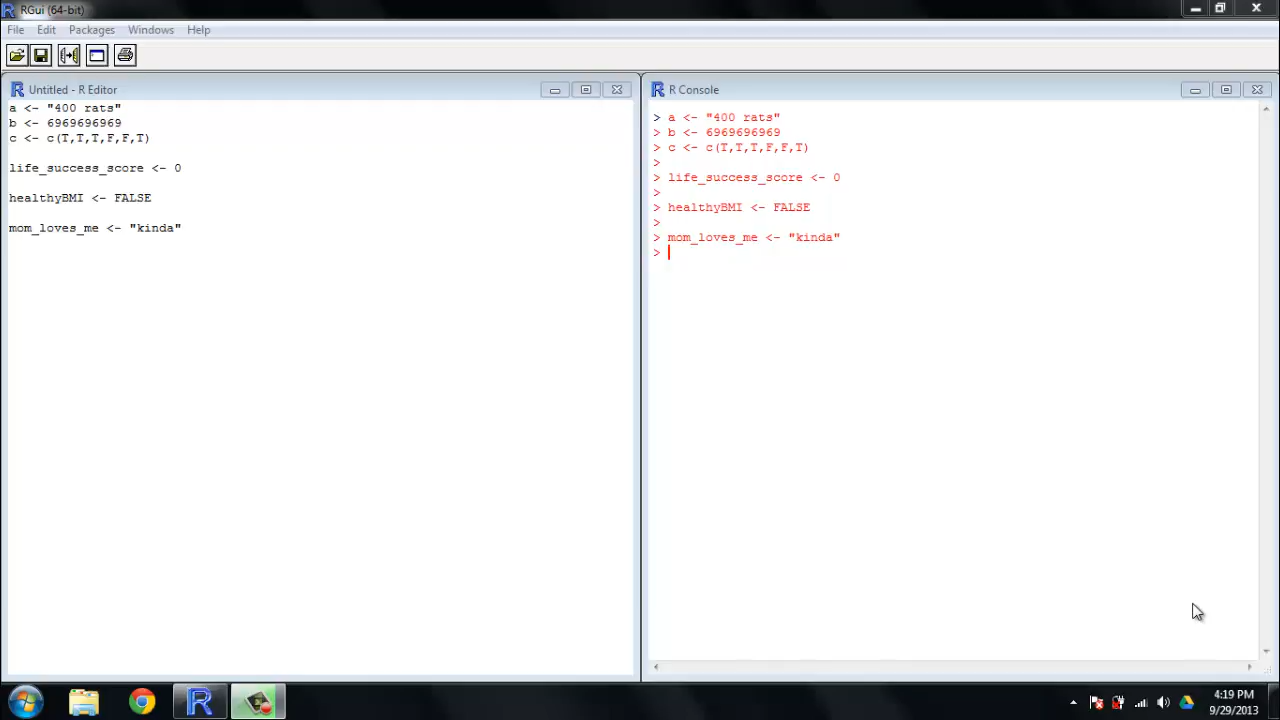 RGui (64-bit)
File Edit Packages Windows Help
Untitled - R Editor
a <- "400 rats"
b <- 6969696969
c <- c(T,T,T,F,F,T)
life_success_score <- 0
healthyBMI <- FALSE
mom_loves_me <- "kinda"
R Console
> a <- "400 rats"
> b <- 6969696969
> c <- c(T,T,T,F,F,T)
>
> life_success_score <- 0
>
> healthyBMI <- FALSE
>
> mom_loves_me <- "kinda"
>
4:19 PM
9/29/2013